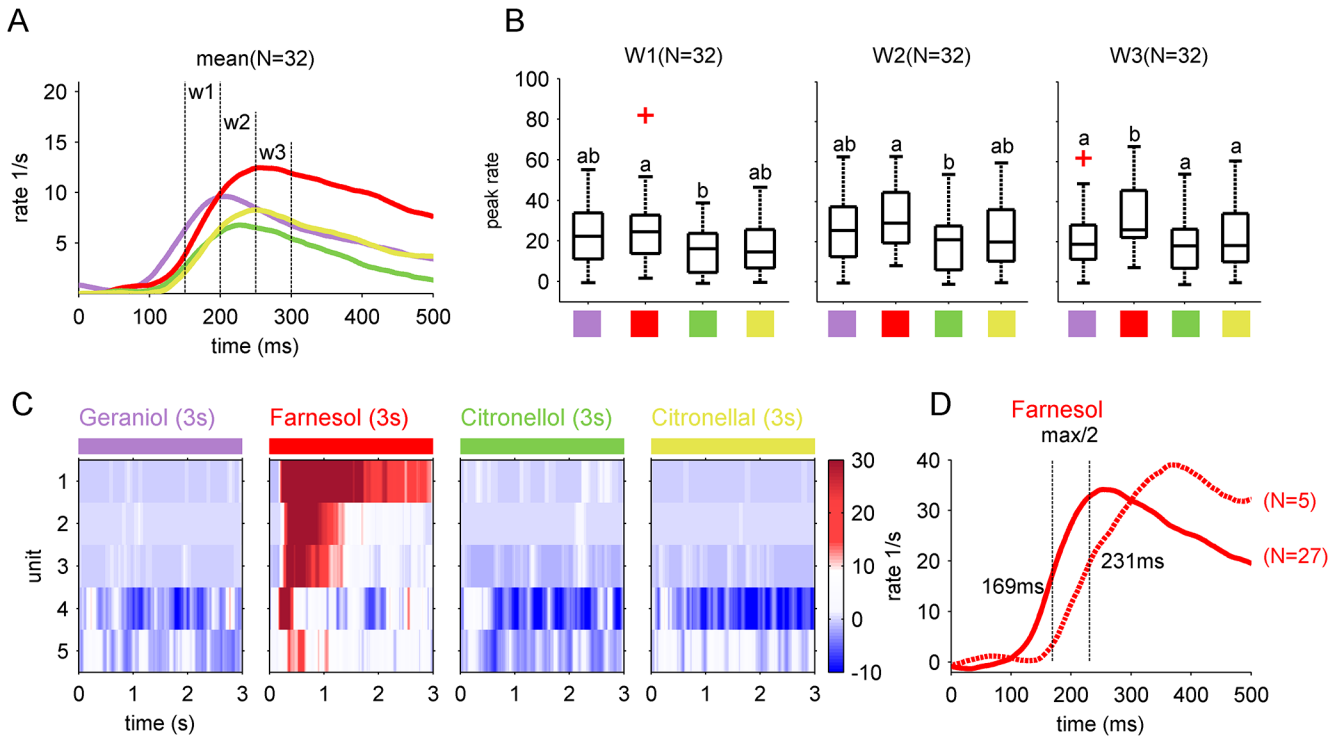 A
mean(N=32)
rate 1/s
20
15
10
5
w1
w2
w3
0
100
200
300
400
500
time (ms)
B
W1(N=32)
W2(N=32)
W3(N=32)
peak rate
100
80
60
40
20
0
ab
a
b
ab
ab
a
b
ab
a
b
a
a
C
Geraniol (3s)
Farnesol (3s)
Citronellol (3s)
Citronellal (3s)
unit
1
2
3
4
5
0
1
2
3
0
1
2
3
0
1
2
3
0
1
2
3
time (s)
30
20
10
0
-10
rate 1/s
D
Farnesol
max/2
40
30
20
10
0
169ms
231ms
(N=5)
(N=27)
0
100
200
300
400
500
time (ms)